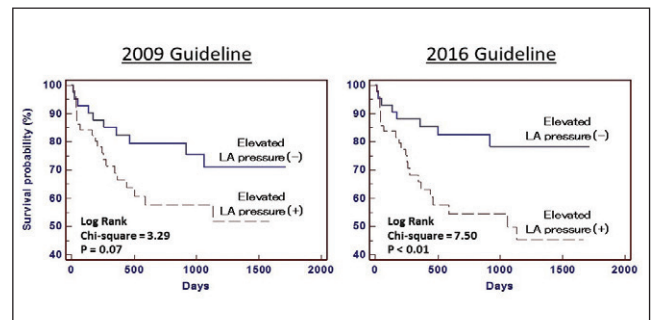 2009 Guideline
2016 Guideline
Survival probability (%)
100
90
80
70
60
50
40
Elevated
LA pressure(-)
Elevated
LA pressure(+)
Log Rank
Chi-square = 3.29
P = 0.07
0
500
1000
1500
2000
Days
100
90
80
70
60
50
40
Elevated
LA pressure(-)
Elevated
LA pressure(+)
Log Rank
Chi-square = 7.50
P < 0.01
0
500
1000
1500
2000
Days